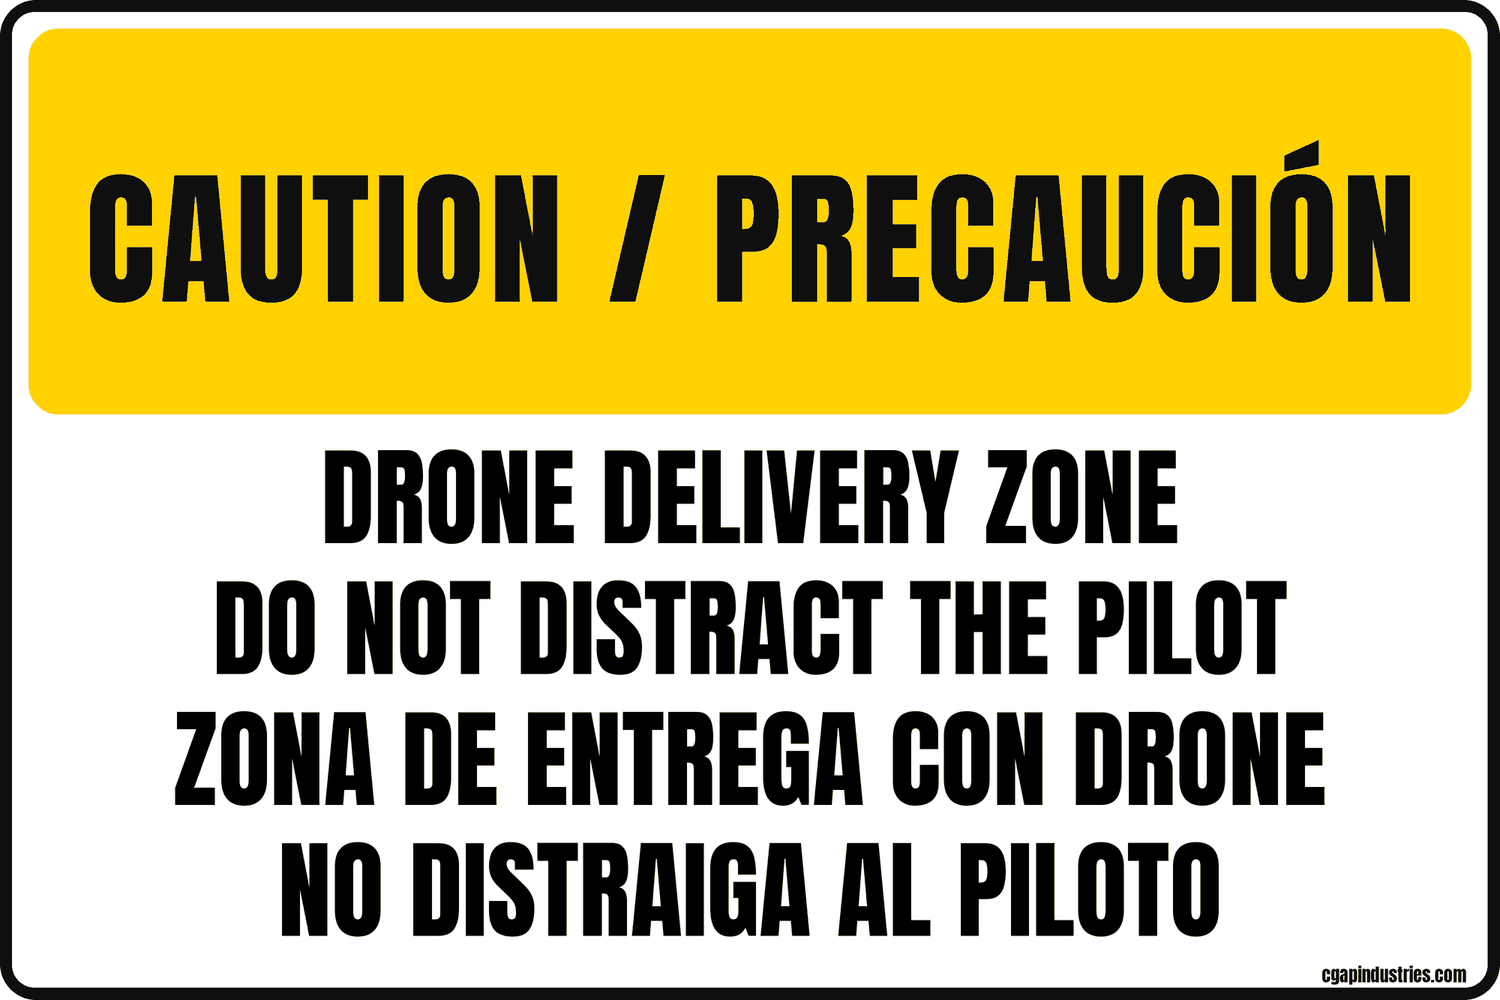 CAUTION / PRECAUCIÓN
DRONE DELIVERY ZONE
DO NOT DISTRACT THE PILOT
ZONA DE ENTREGA CON DRONE
NO DISTRAIGA AL PILOTO
cgapindustries.com